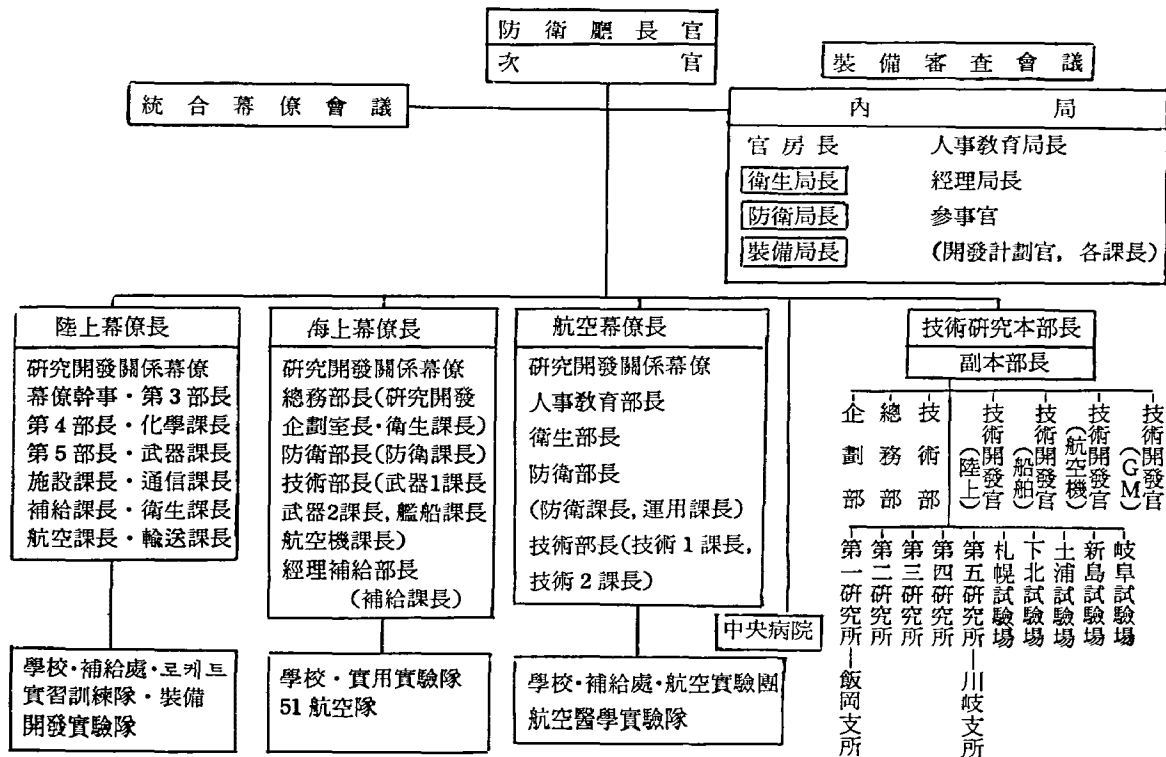 防衛廳長官
次官
裝備審査會議
統合幕僚會議
內局
官房長 人事敎育局長
衛生局長 經理局長
防衛局長 參事官
裝備局長 (開發計劃官, 各課長)
陸上幕僚長
硏究開發關係幕僚
幕僚幹事・第3部長
第4部長・化學課長
第5部長・武器課長
施設課長・通信課長
補給課長・衛生課長
航空課長・輸送課長
學校・補給處・로케트
實習訓練隊・裝備
開發實驗隊
海上幕僚長
硏究開發關係幕僚
總務部長(硏究開發
企劃室長・衛生課長)
防衛部長(防衛課長)
技術部長(武器1課長
武器2課長, 艦船課長
航空機課長)
經理補給部長
(補給課長)
學校・實用實驗隊
51航空隊
航空幕僚長
硏究開發關係幕僚
人事敎育部長
衛生部長
防衛部長
(防衛課長, 運用課長)
技術部長(技術1課長,
技術2課長)
學校・補給處・航空實驗團
航空醫學實驗隊
中央病院
技術硏究本部長
副本部長
企劃部
總務部
技術部
技術開發官(陸上)
技術開發官(船舶)
技術開發官(航空機)
技術開發官(GM)
第一硏究所—飯岡支所
第二硏究所
第三硏究所
第四硏究所
第五硏究所—川岐支所
札幌試驗場
下北試驗場
土浦試驗場
新島試驗場
岐阜試驗場